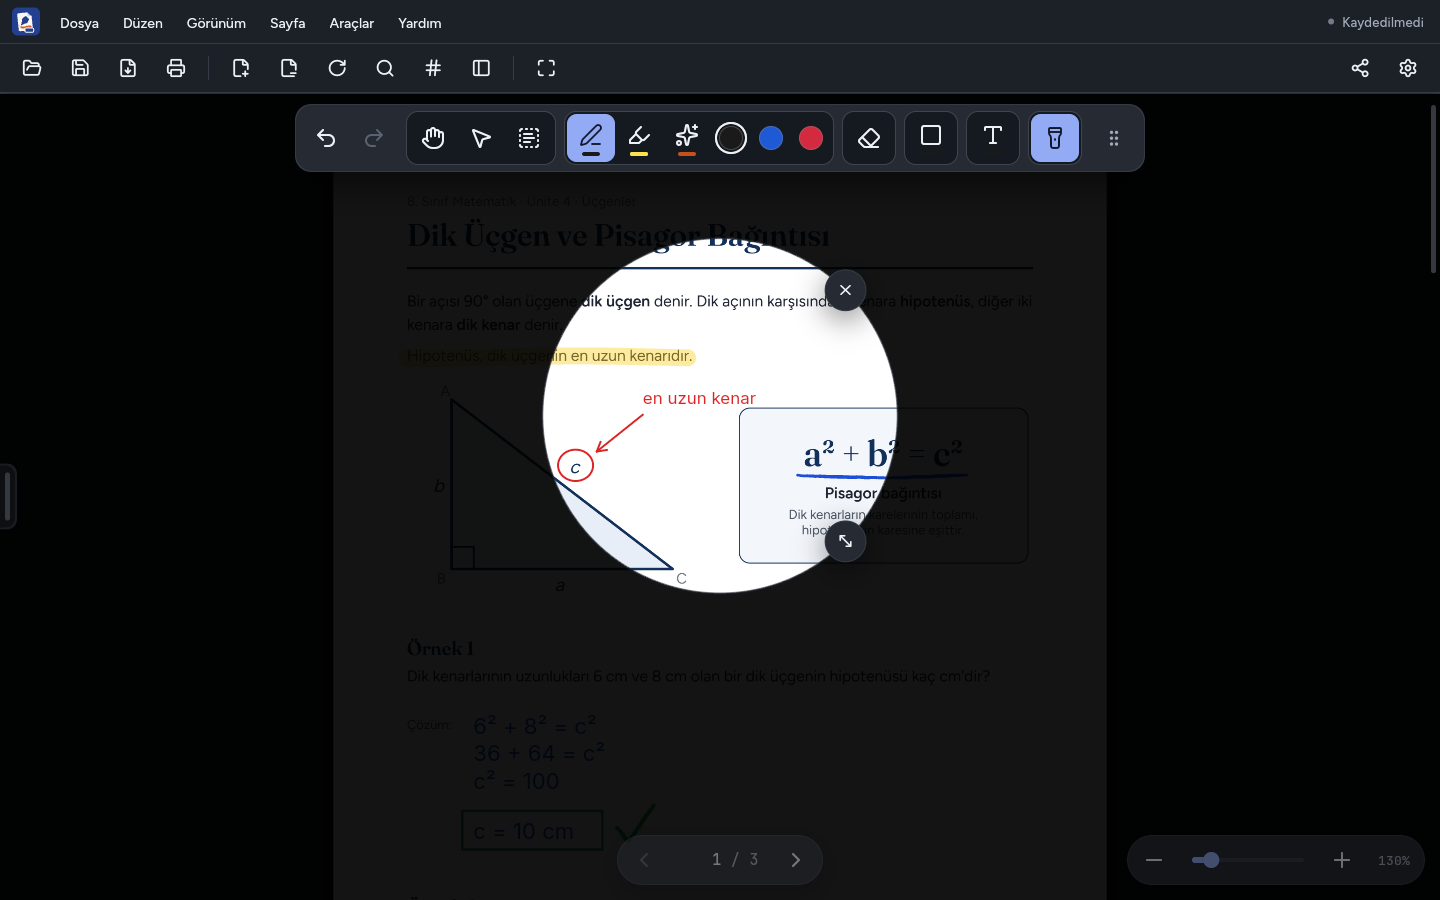 Dosya Düzen Görünüm Sayfa Araçlar Yardım
Kaydedilmedi
T
8. Sınıf Matematik · Ünite 4 · Üçgenler
Dik Üçgen ve Pisagor Bağıntısı
Bir açısı 90° olan üçgene dik üçgen denir. Dik açının karşısında kenara hipotenüs, diğer iki
kenara dik kenar denir.
Hipotenüs, dik üçgenin en uzun kenarıdır.
A
en uzun kenar
c
b
B
C
a
a² + b² = c²
Pisagor bağıntısı
Dik kenarların karelerinin toplamı,
karesine eşittir.
Örnek 1
Dik kenarlarının uzunlukları 6 cm ve 8 cm olan bir dik üçgenin hipotenüsü kaç cm'dir?
Çözüm:
6² + 8² = c²
36 + 64 = c²
c² = 100
c = 10 cm
1 / 3
130%